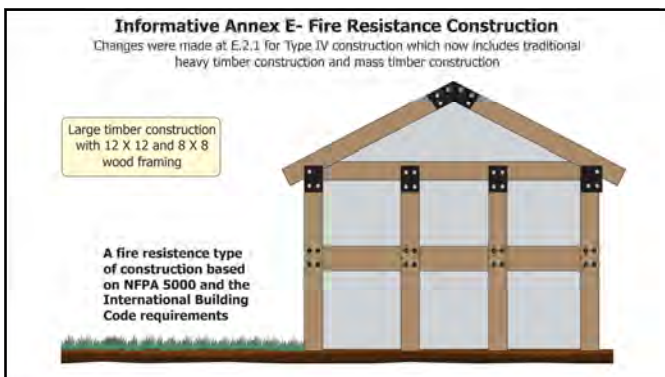 Informative Annex E- Fire Resistance Construction
Changes were made at E.2.1 for Type IV construction which now includes traditional
heavy timber construction and mass timber construction
Large timber construction
with 12 X 12 and 8 X 8
wood framing
A fire resistence type
of construction based
on NFPA 5000 and the
International Building
Code requirements